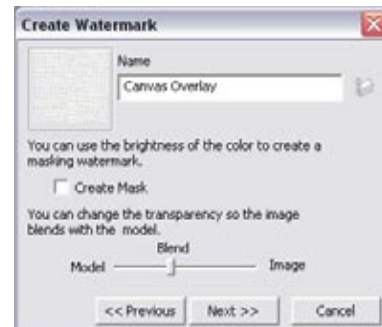 Create Watermark
Name
Canvas Overlay
You can use the brightness of the color to create a
masking watermark.
Create Mask
You can change the transparency so the image
blends with the model.
Blend
Model Image
<< Previous Next >> Cancel